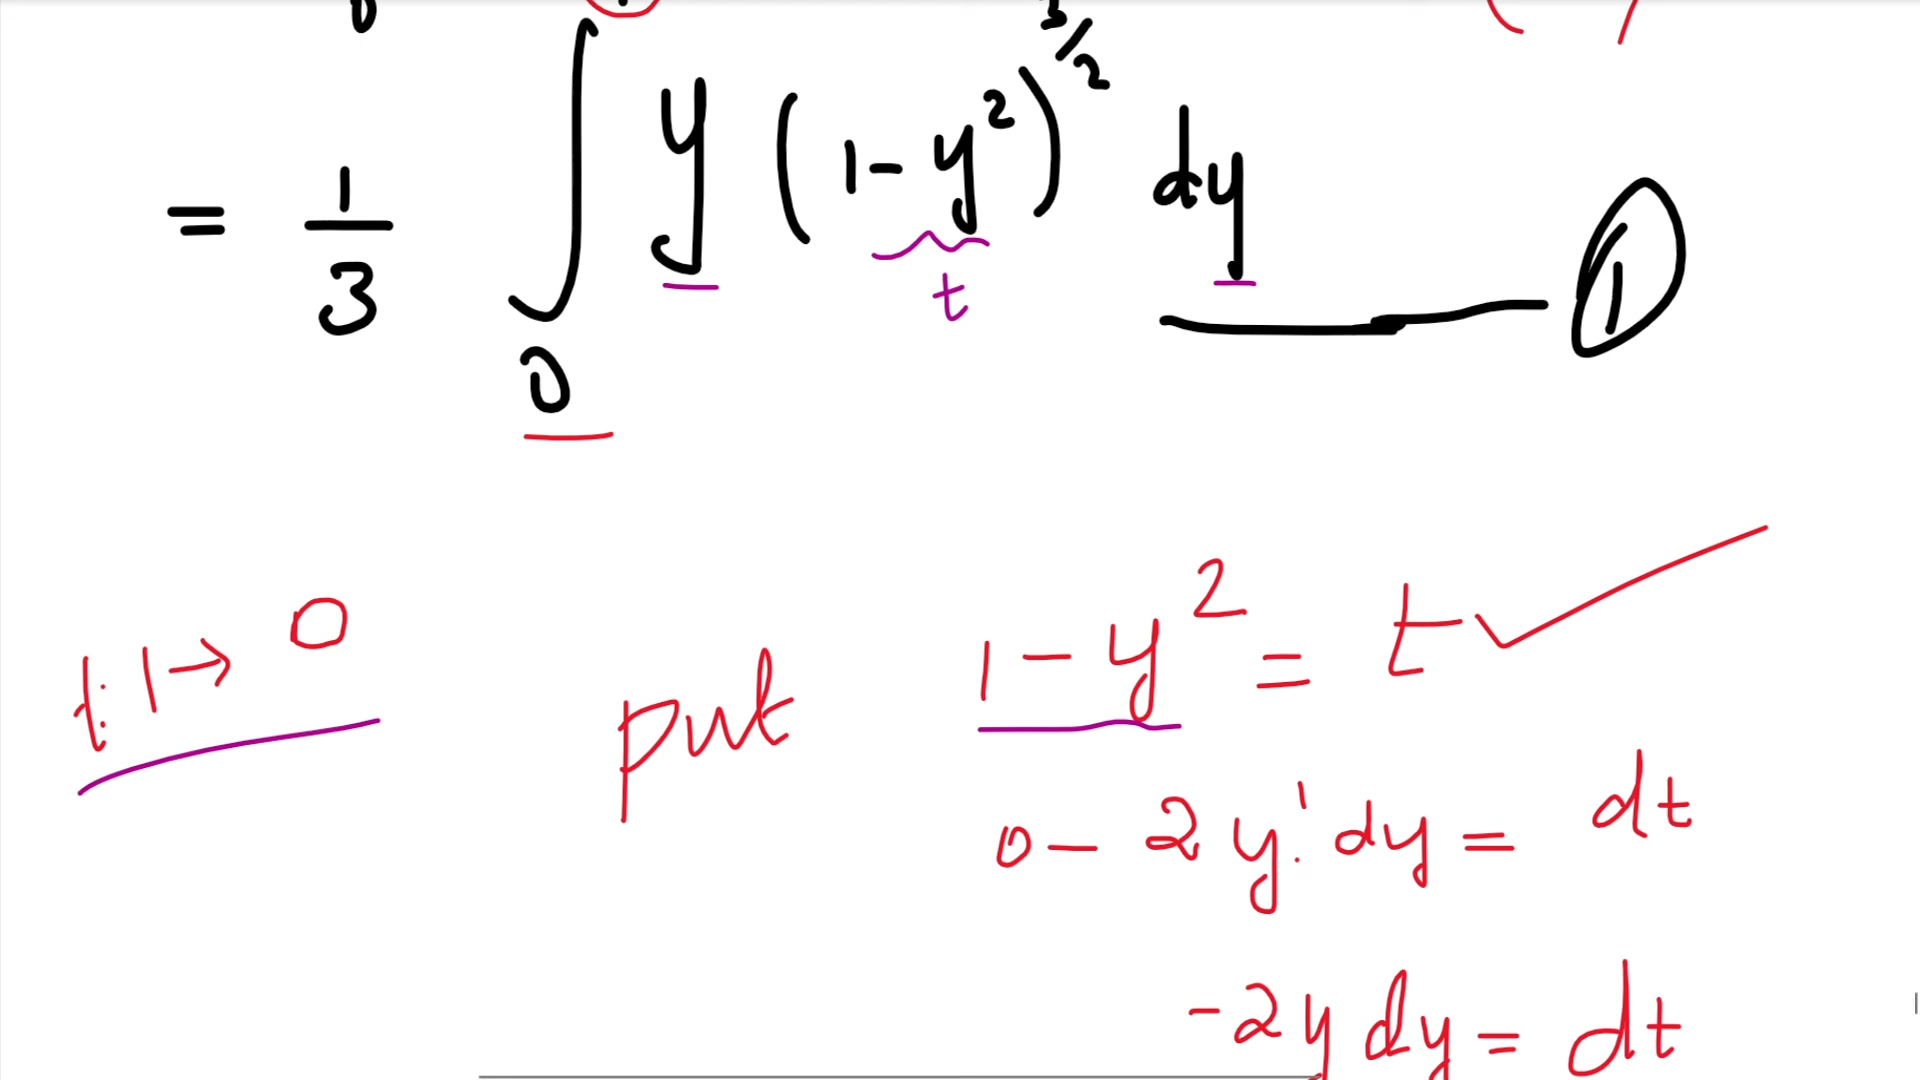 = 1/3 ∫₀ y (1 - y²)^3/2 dy ——— ①
t
t: 1 → 0
put 1 - y² = t
0 - 2y¹. dy = dt
-2y dy = dt